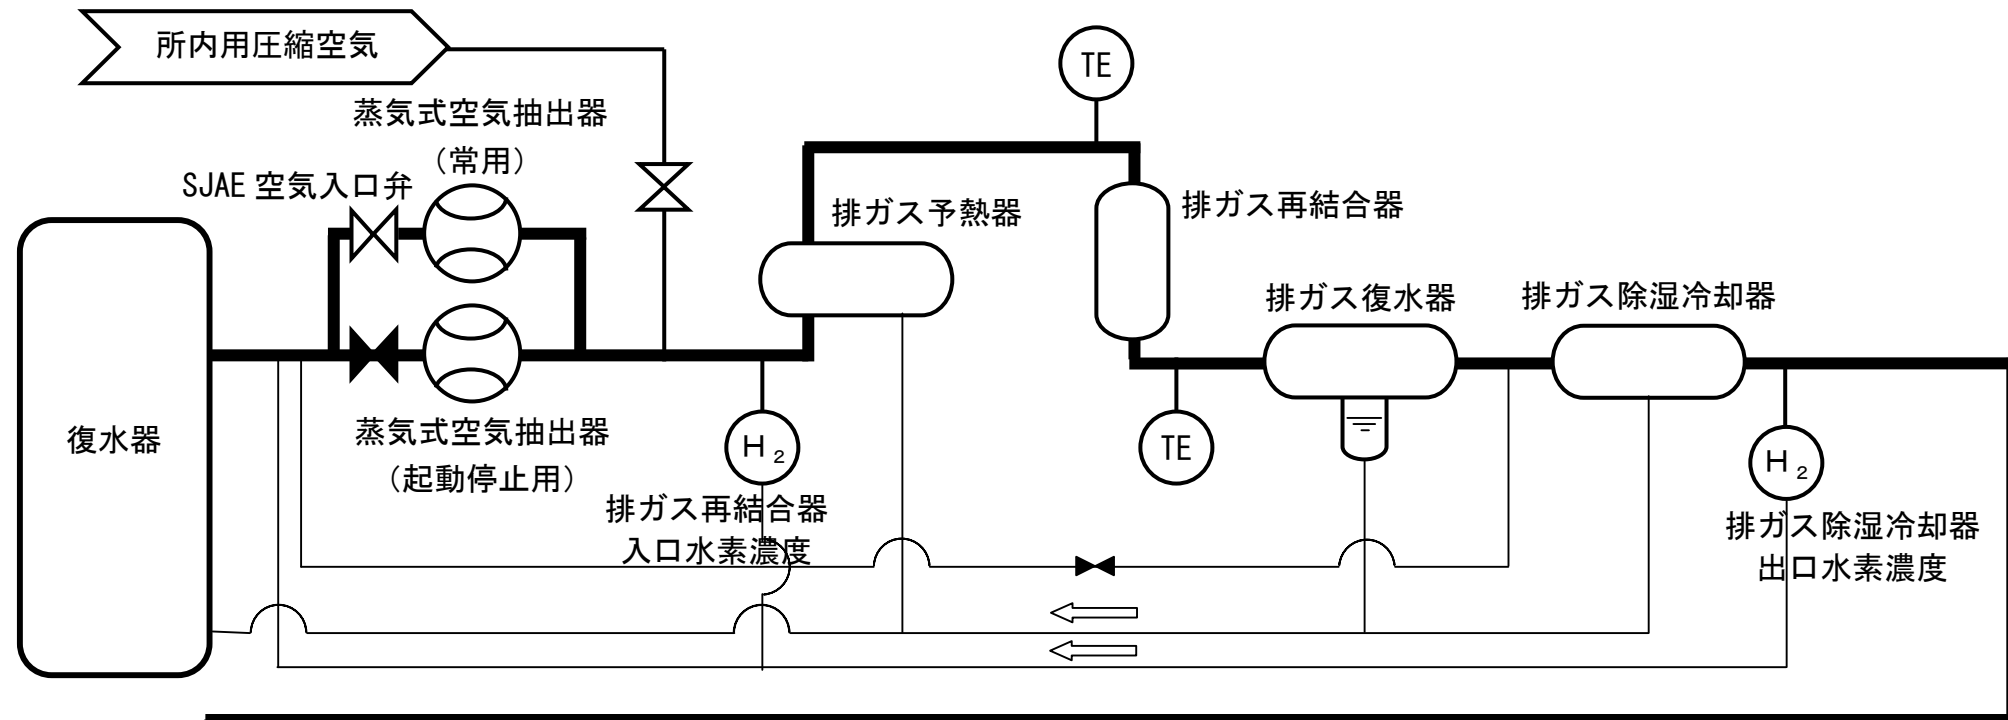 所内用圧縮空気
TE
蒸気式空気抽出器
（常用）
SJAE 空気入口弁
排ガス予熱器
排ガス再結合器
排ガス復水器
排ガス除湿冷却器
復水器
蒸気式空気抽出器
（起動停止用）
H₂
TE
H₂
排ガス再結合器
入口水素濃度
排ガス除湿冷却器
出口水素濃度